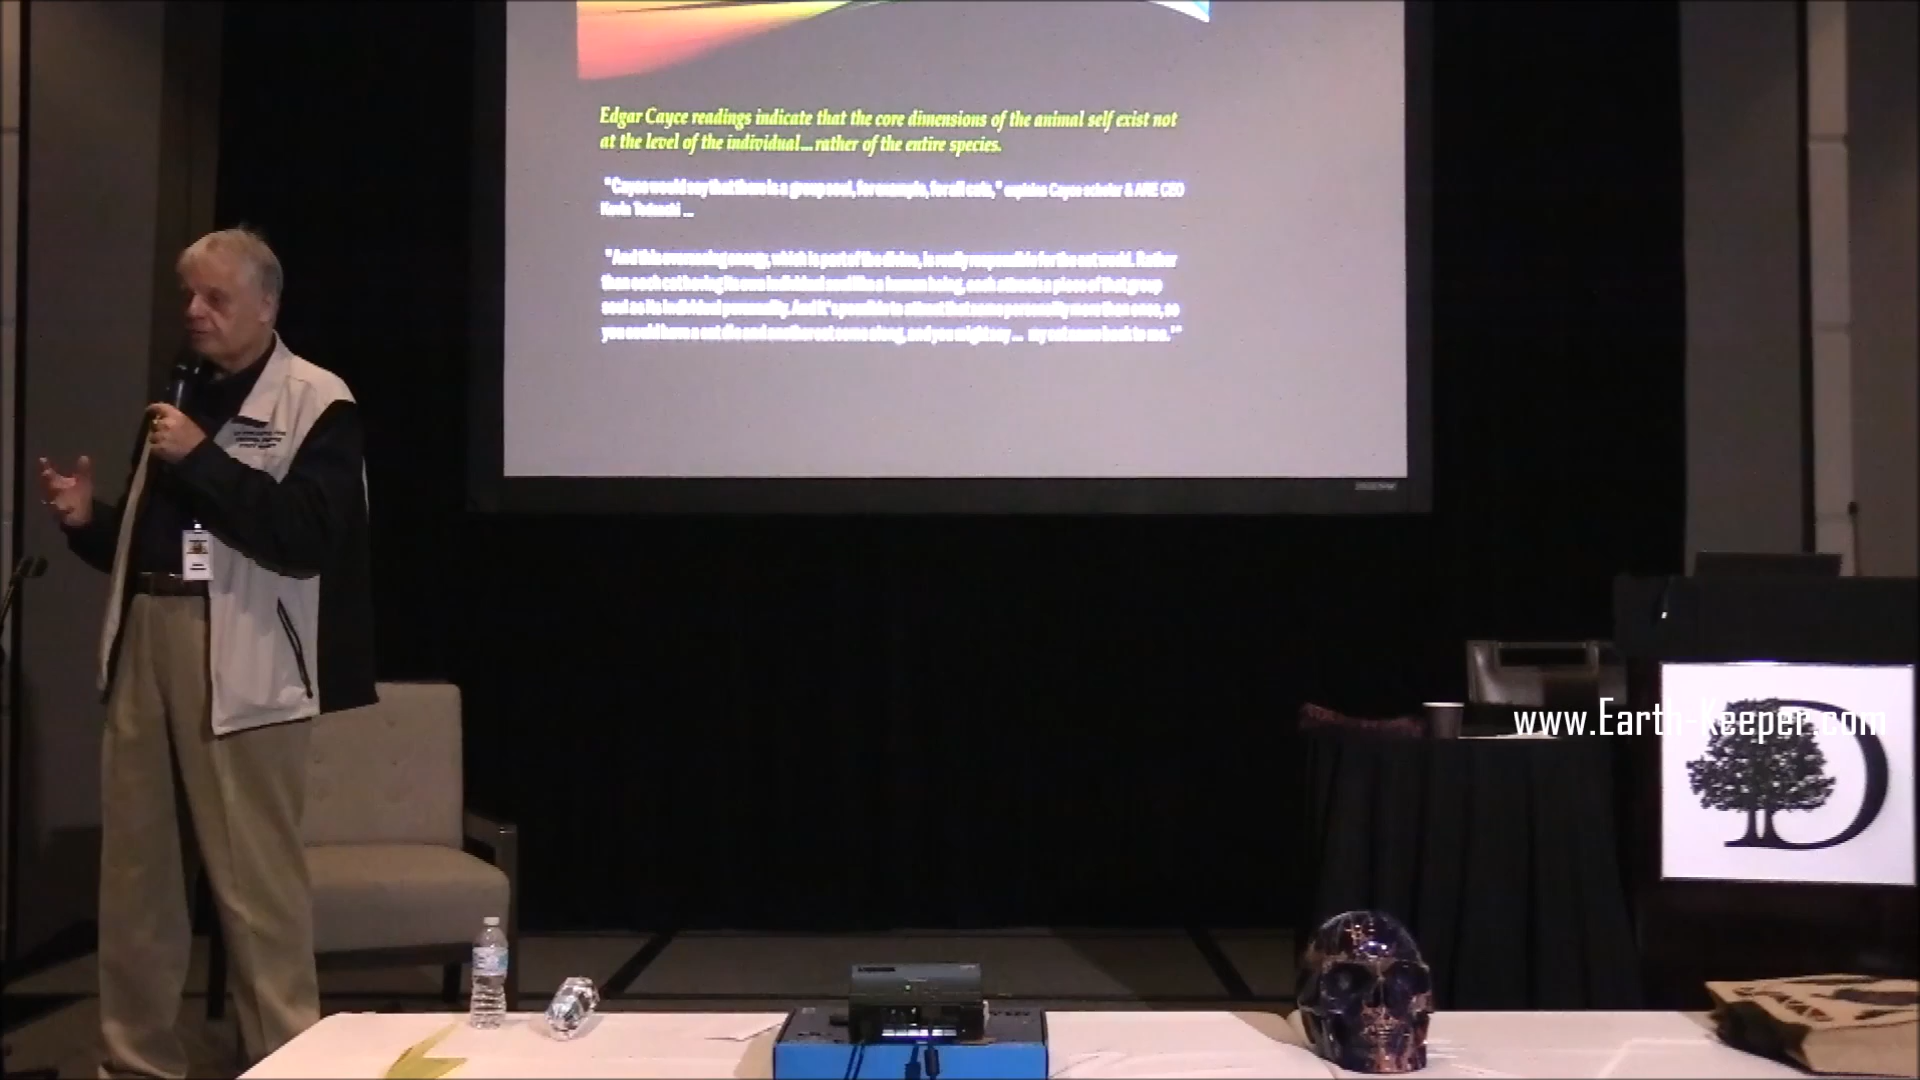 Edgar Cayce readings indicate that the core dimensions of the animal self exist not
at the level of the individual...rather of the entire species.
"Cayce would say that there is a group soul, for example, for all cats," explains Cayce scholar & ARE CEO
Kevin Todeschi ...
"And this overseeing energy, which is part of the divine, is really responsible for the cat world. Rather
than each cat having its own individual soul like a human being, each attracts a piece of that group
soul as its individual personality. And it's possible to attract that same personality more than once, so
you could have a cat die and another cat come along, and you might say ... my cat came back to me.'"
www.Earth-Keeper.com
D